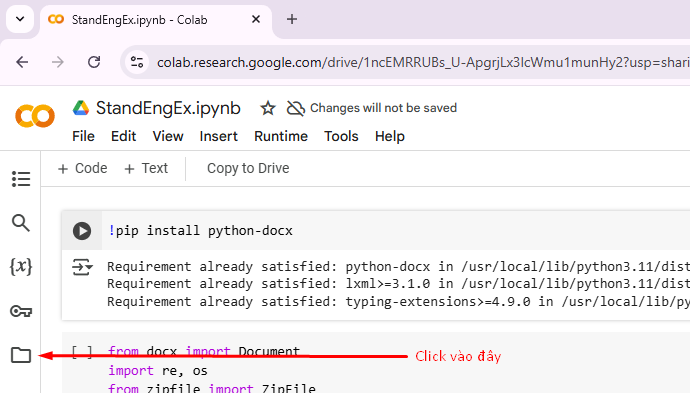 StandEngEx.ipynb - Colab
colab.research.google.com/drive/1ncEMRRUBs_U-ApgrjLx3lcWmu1munHy2?usp=shari
StandEngEx.ipynb Changes will not be saved
File Edit View Insert Runtime Tools Help
+ Code + Text Copy to Drive
!pip install python-docx
Requirement already satisfied: python-docx in /usr/local/lib/python3.11/dist
Requirement already satisfied: lxml>=3.1.0 in /usr/local/lib/python3.11/dist
Requirement already satisfied: typing-extensions>=4.9.0 in /usr/local/lib/py
{x}
[ ] from docx import Document
Click vào đây
import re, os
from zipfile import ZipFile